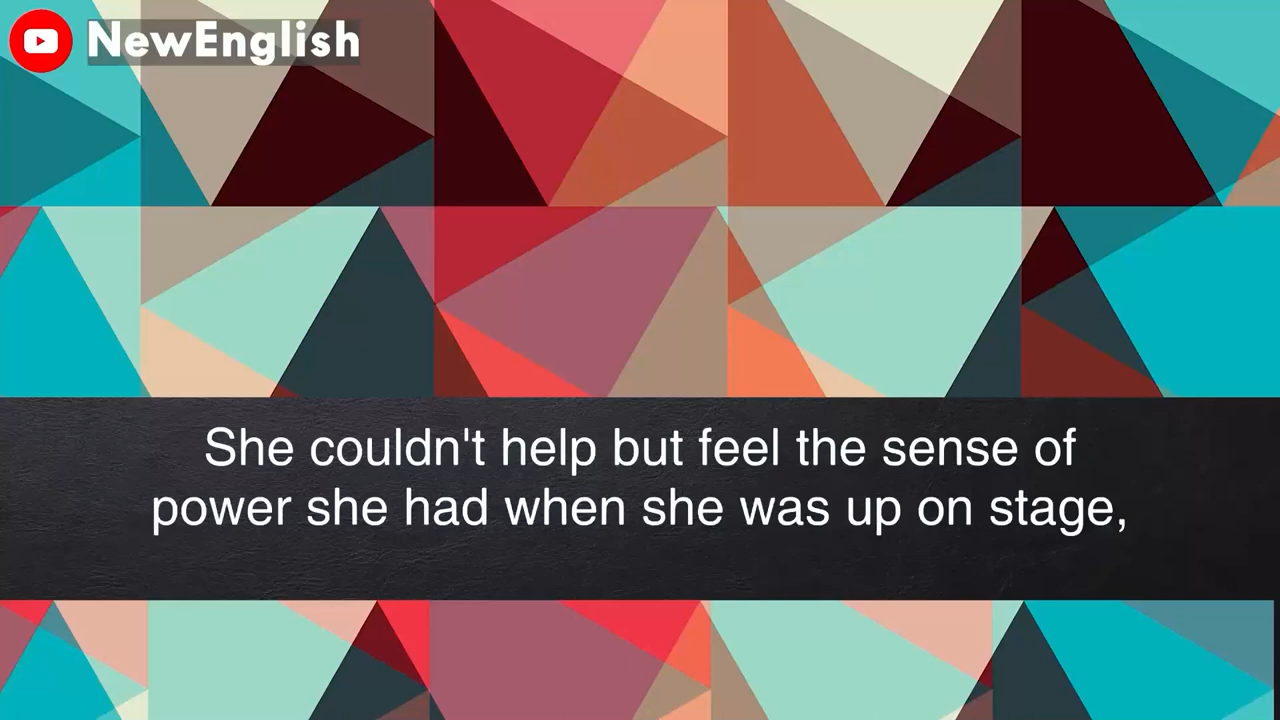 NewEnglish
She couldn't help but feel the sense of
power she had when she was up on stage,